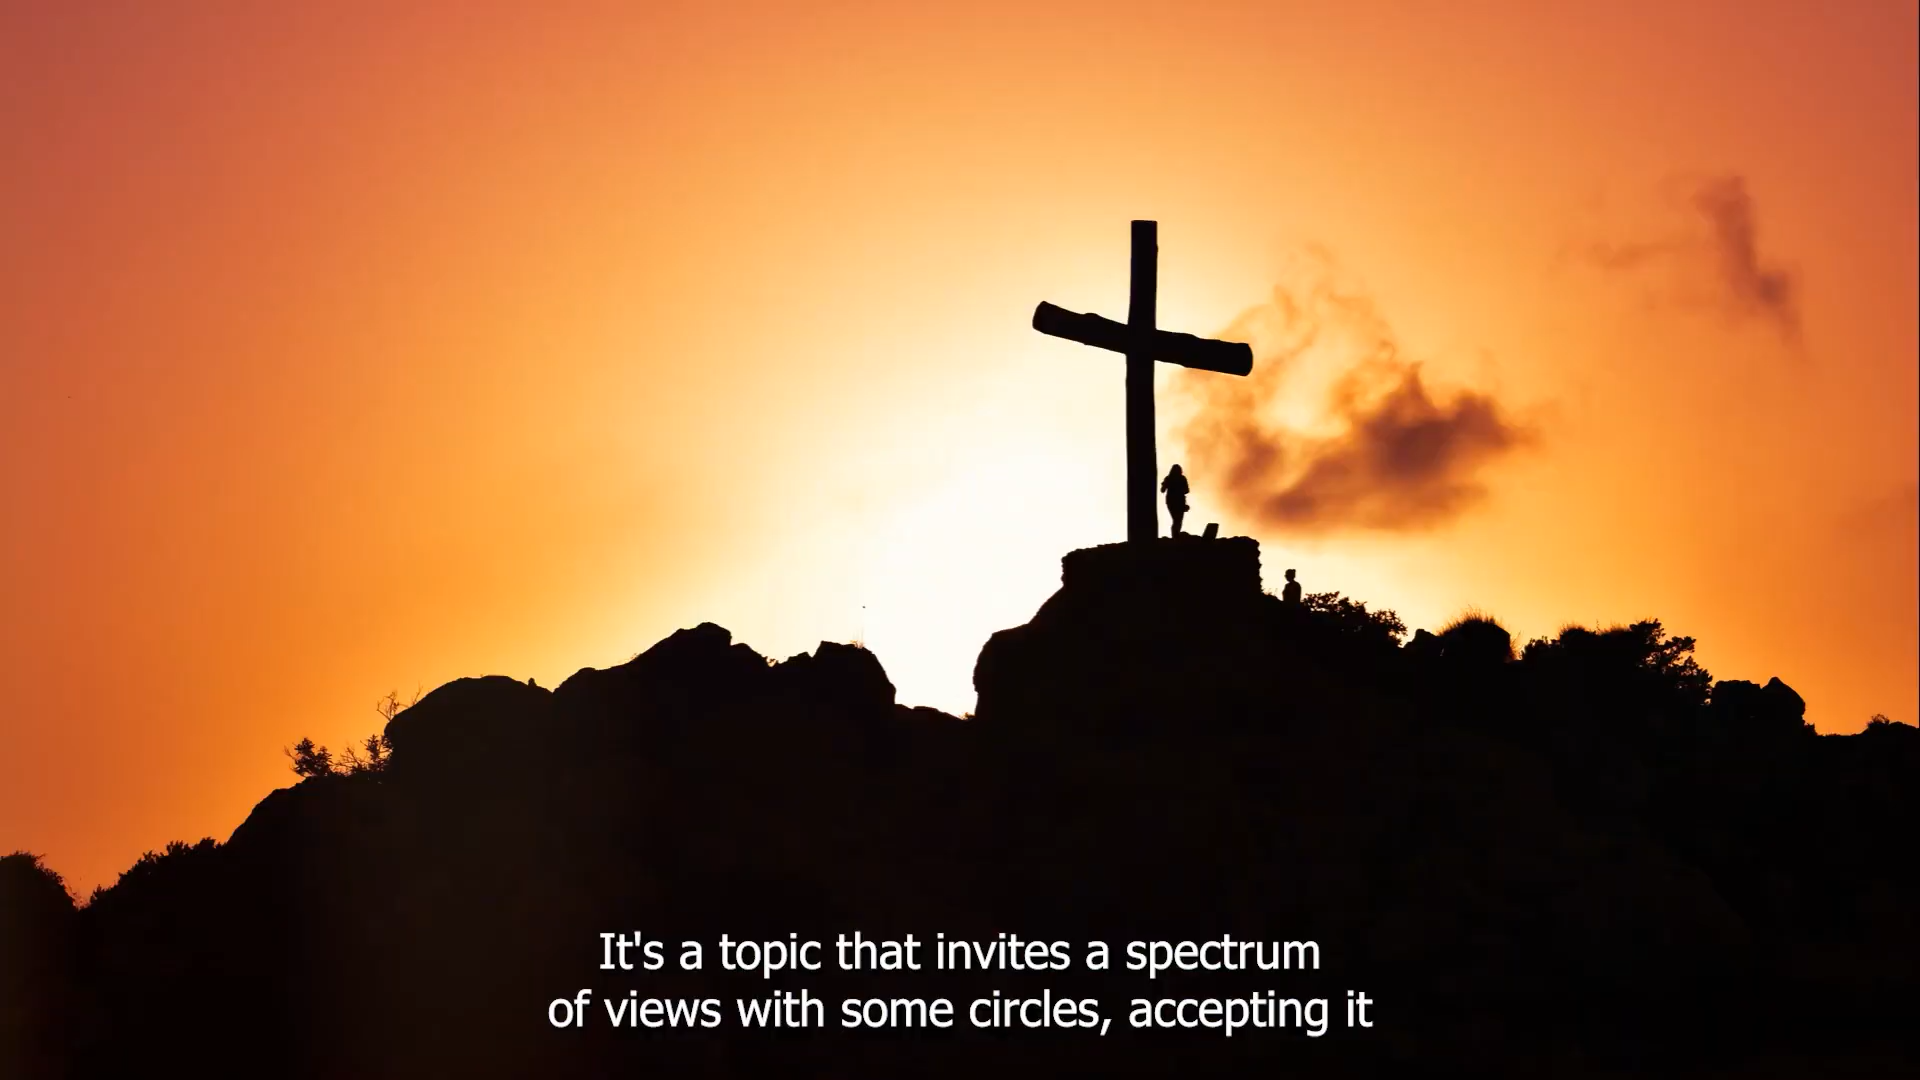 It's a topic that invites a spectrum
of views with some circles, accepting it